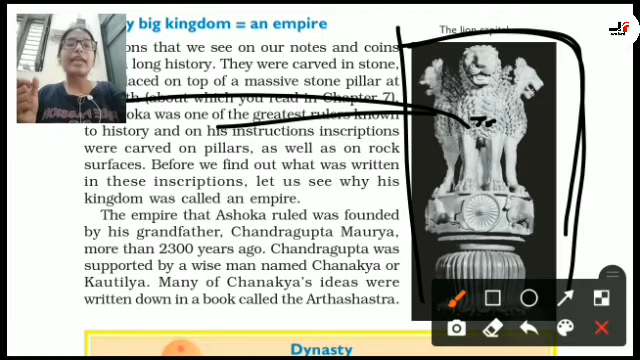 y big kingdom = an empire
The lion capital
ons that we see on our notes and coins
long history. They were carved in stone,
laced on top of a massive stone pillar at
(about which you read in Chapter 7).
oka was one of the greatest rulers known
to history and on his instructions inscriptions
were carved on pillars, as well as on rock
surfaces. Before we find out what was written
in these inscriptions, let us see why his
kingdom was called an empire.
The empire that Ashoka ruled was founded
by his grandfather, Chandragupta Maurya,
more than 2300 years ago. Chandragupta was
supported by a wise man named Chanakya or
Kautilya. Many of Chanakya's ideas were
written down in a book called the Arthashastra.
Dynasty